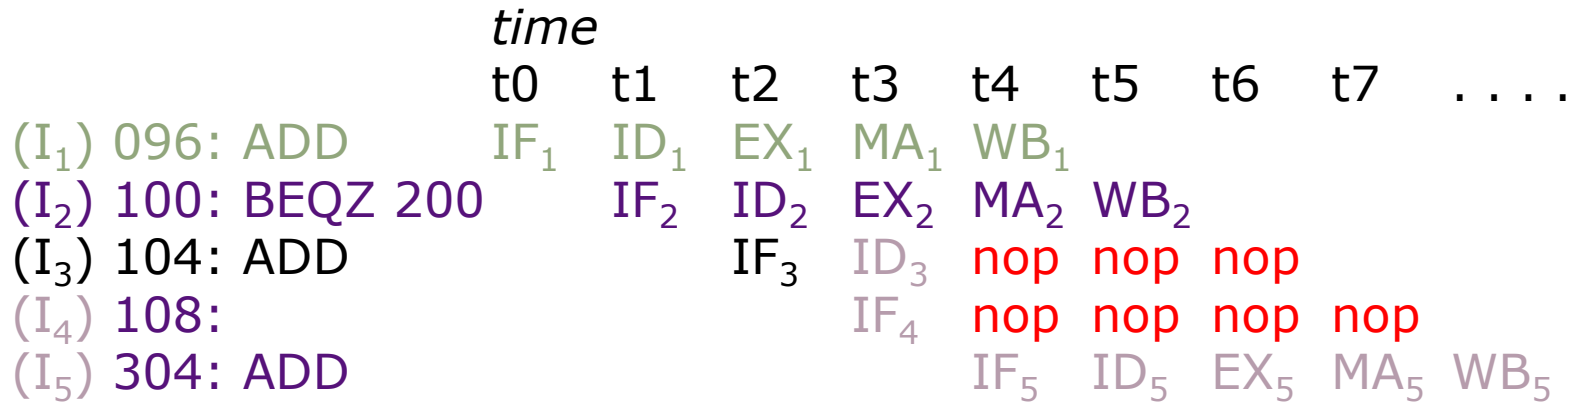 time
t0 t1 t2 t3 t4 t5 t6 t7 . . . .
(I₁) 096: ADD IF₁ ID₁ EX₁ MA₁ WB₁
(I₂) 100: BEQZ 200 IF₂ ID₂ EX₂ MA₂ WB₂
(I₃) 104: ADD IF₃ ID₃ nop nop nop
(I₄) 108: IF₄ nop nop nop nop
(I₅) 304: ADD IF₅ ID₅ EX₅ MA₅ WB₅